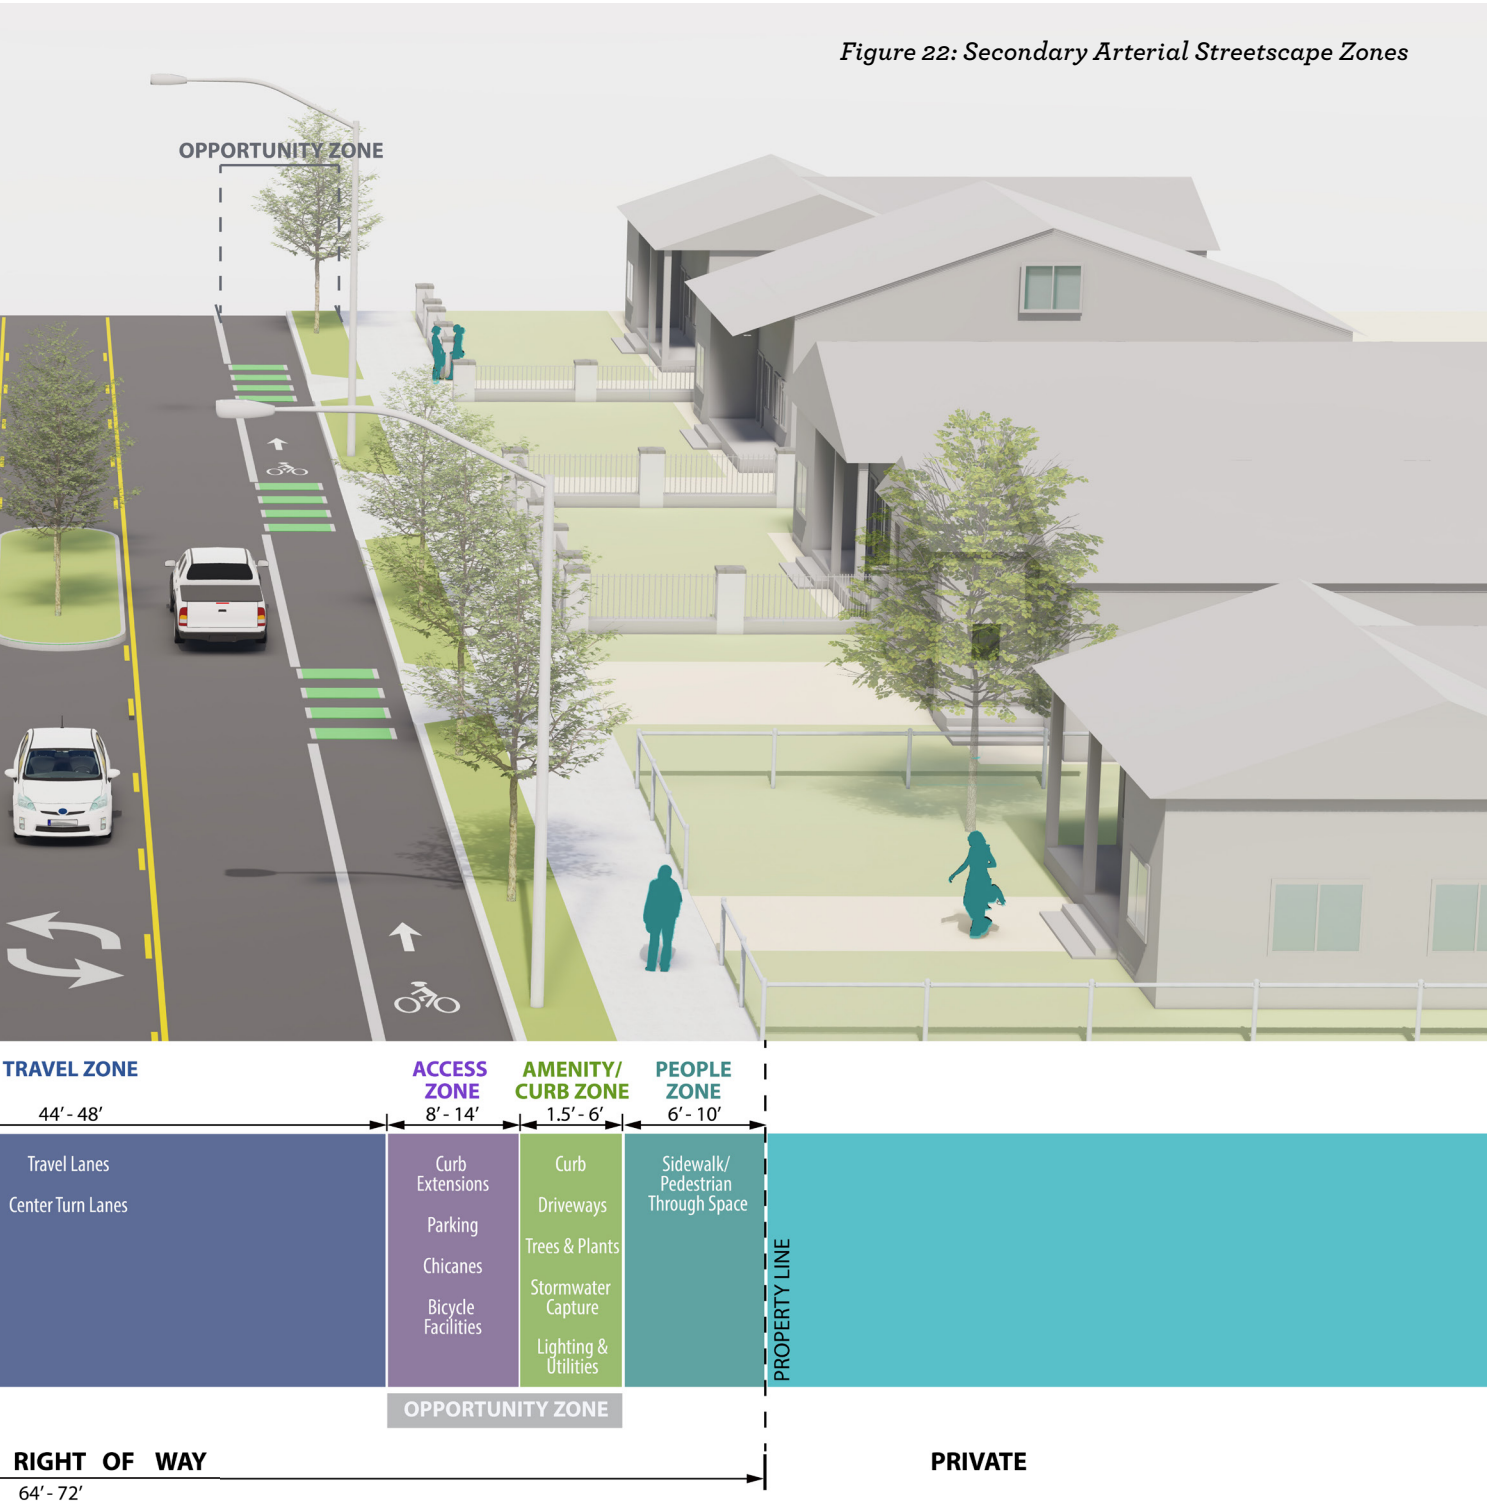 Figure 22: Secondary Arterial Streetscape Zones
OPPORTUNITY ZONE
TRAVEL ZONE
44’ - 48’
ACCESS
ZONE
8’ - 14’
AMENITY/
CURB ZONE
1.5’ - 6’
PEOPLE
ZONE
6’ - 10’
Travel Lanes
Center Turn Lanes
Curb
Extensions
Parking
Chicanes
Bicycle
Facilities
Curb
Driveways
Trees & Plants
Stormwater
Capture
Lighting &
Utilities
Sidewalk/
Pedestrian
Through Space
PROPERTY LINE
OPPORTUNITY ZONE
RIGHT OF WAY
64’ - 72’
PRIVATE